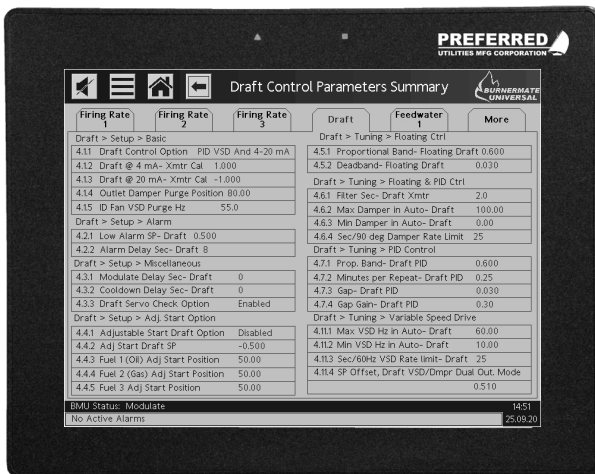 PREFERRED
UTILITIES MFG CORPORATION
Draft Control Parameters Summary
BURNERMATE
UNIVERSAL
Firing Rate
1
Firing Rate
2
Firing Rate
3
Draft
Feedwater
1
More
Draft > Setup > Basic
4.1.1 Draft Control Option PID VSD And 4-20 mA
4.1.2 Draft @ 4 mA- Xmtr Cal 1.000
4.1.3 Draft @ 20 mA- Xmtr Cal -1.000
4.1.4 Outlet Damper Purge Position 80.00
4.1.5 ID Fan VSD Purge Hz 55.0
Draft > Setup > Alarm
4.2.1 Low Alarm SP- Draft 0.500
4.2.2 Alarm Delay Sec- Draft 8
Draft > Setup > Miscellaneous
4.3.1 Modulate Delay Sec- Draft 0
4.3.2 Cooldown Delay Sec- Draft 0
4.3.3 Draft Servo Check Option Enabled
Draft > Setup > Adj. Start Option
4.4.1 Adjustable Start Draft Option Disabled
4.4.2 Adj Start Draft SP -0.500
4.4.3 Fuel 1 (Oil) Adj Start Position 50.00
4.4.4 Fuel 2 (Gas) Adj Start Position 50.00
4.4.5 Fuel 3 Adj Start Position 50.00
Draft > Tuning > Floating Ctrl
4.5.1 Proportional Band- Floating Draft 0.600
4.5.2 Deadband- Floating Draft 0.030
Draft > Tuning > Floating & PID Ctrl
4.6.1 Filter Sec- Draft Xmtr 2.0
4.6.2 Max Damper in Auto- Draft 100.00
4.6.3 Min Damper in Auto- Draft 0.00
4.6.4 Sec/90 deg Damper Rate Limit 25
Draft > Tuning > PID Control
4.7.1 Prop. Band- Draft PID 0.600
4.7.2 Minutes per Repeat- Draft PID 0.25
4.7.3 Gap- Draft PID 0.030
4.7.4 Gap Gain- Draft PID 0.30
Draft > Tuning > Variable Speed Drive
4.11.1 Max VSD Hz in Auto- Draft 60.00
4.11.2 Min VSD Hz in Auto- Draft 10.00
4.11.3 Sec/60Hz VSD Rate limit- Draft 25
4.11.4 SP Offset, Draft VSD/Dmpr Dual Out. Mode
0.510
BMU Status: Modulate 14:51
No Active Alarms 25.09.20